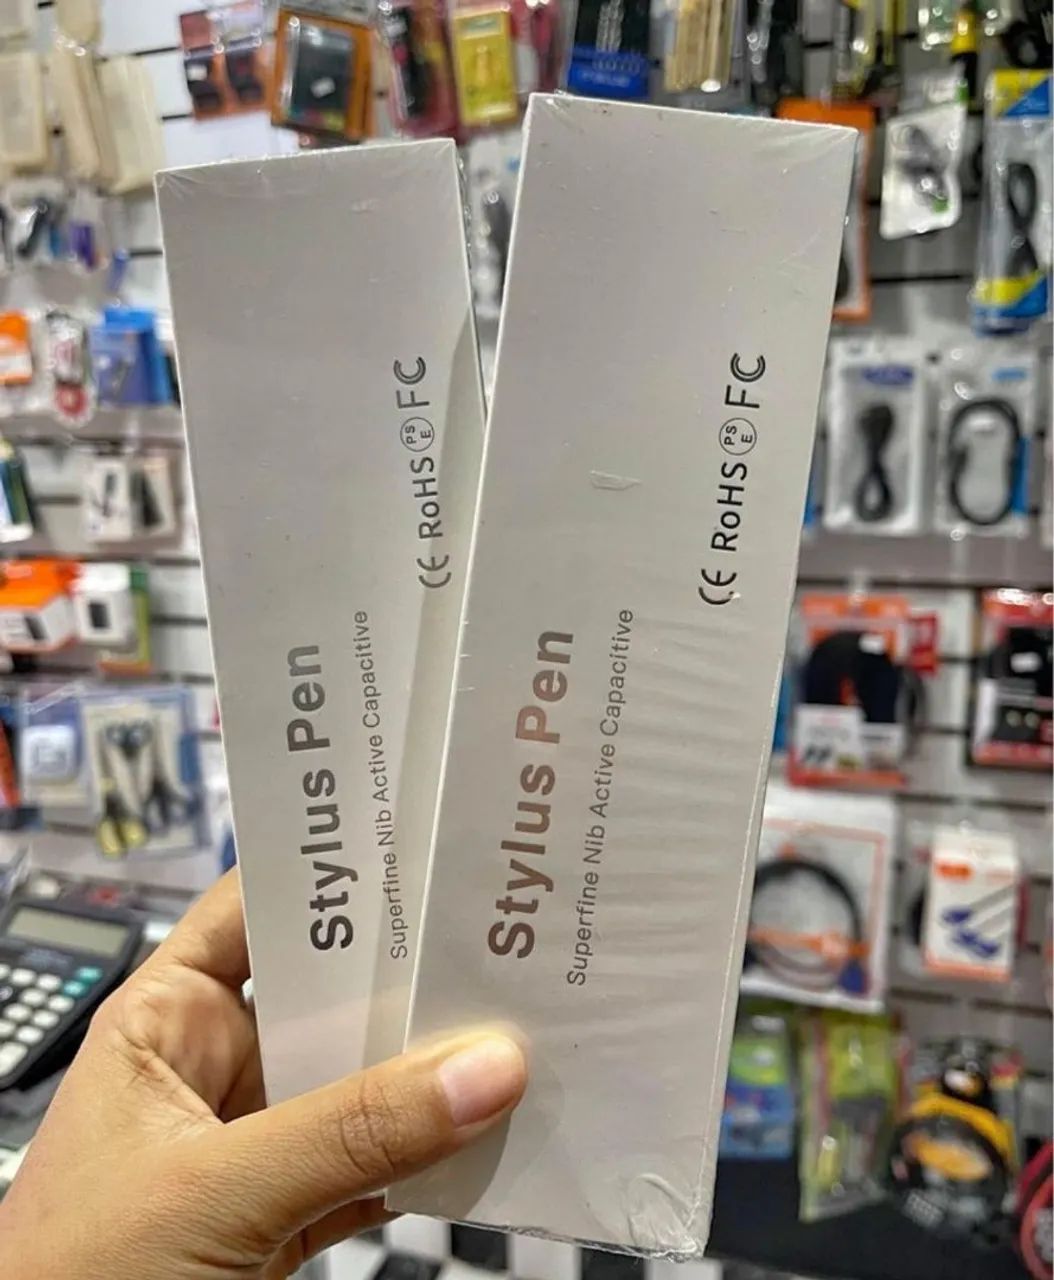 Stylus Pen
Superfine Nib Active Capacitive
CE RoHS PSE FC
Stylus Pen
Superfine Nib Active Capacitive
CE RoHS PSE FC